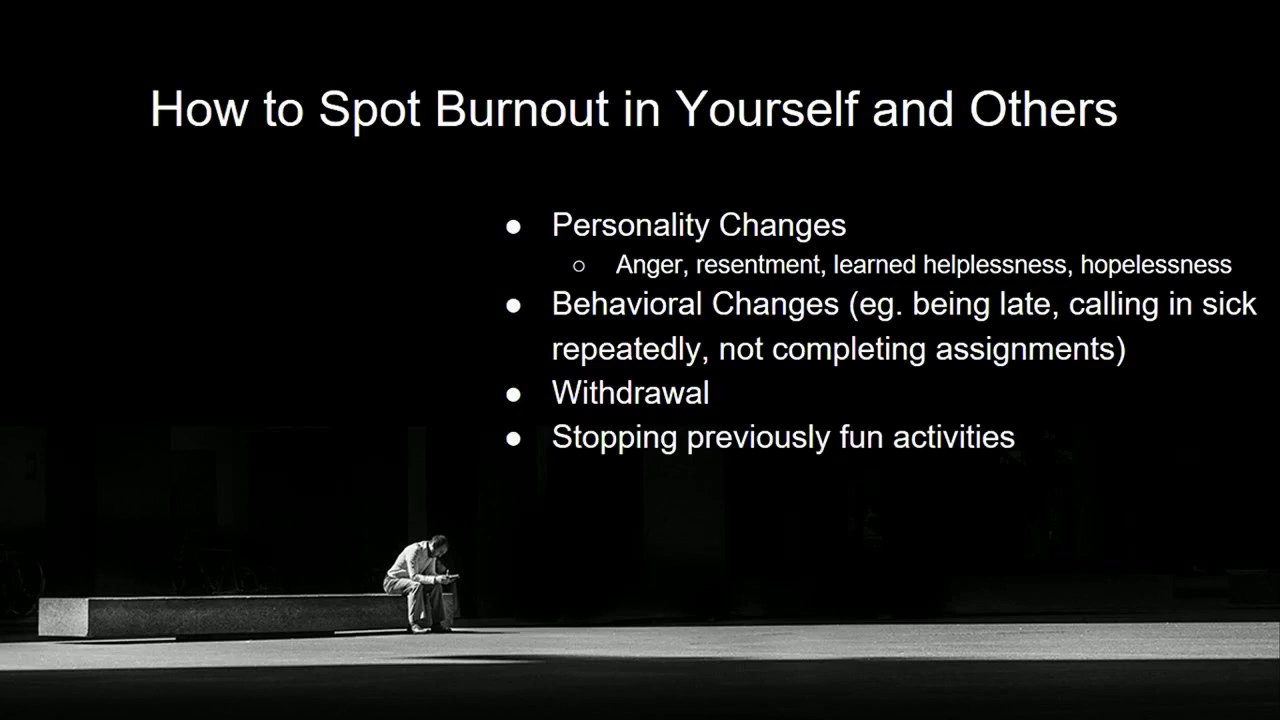 How to Spot Burnout in Yourself and Others
● Personality Changes
○ Anger, resentment, learned helplessness, hopelessness
● Behavioral Changes (eg. being late, calling in sick
repeatedly, not completing assignments)
● Withdrawal
● Stopping previously fun activities